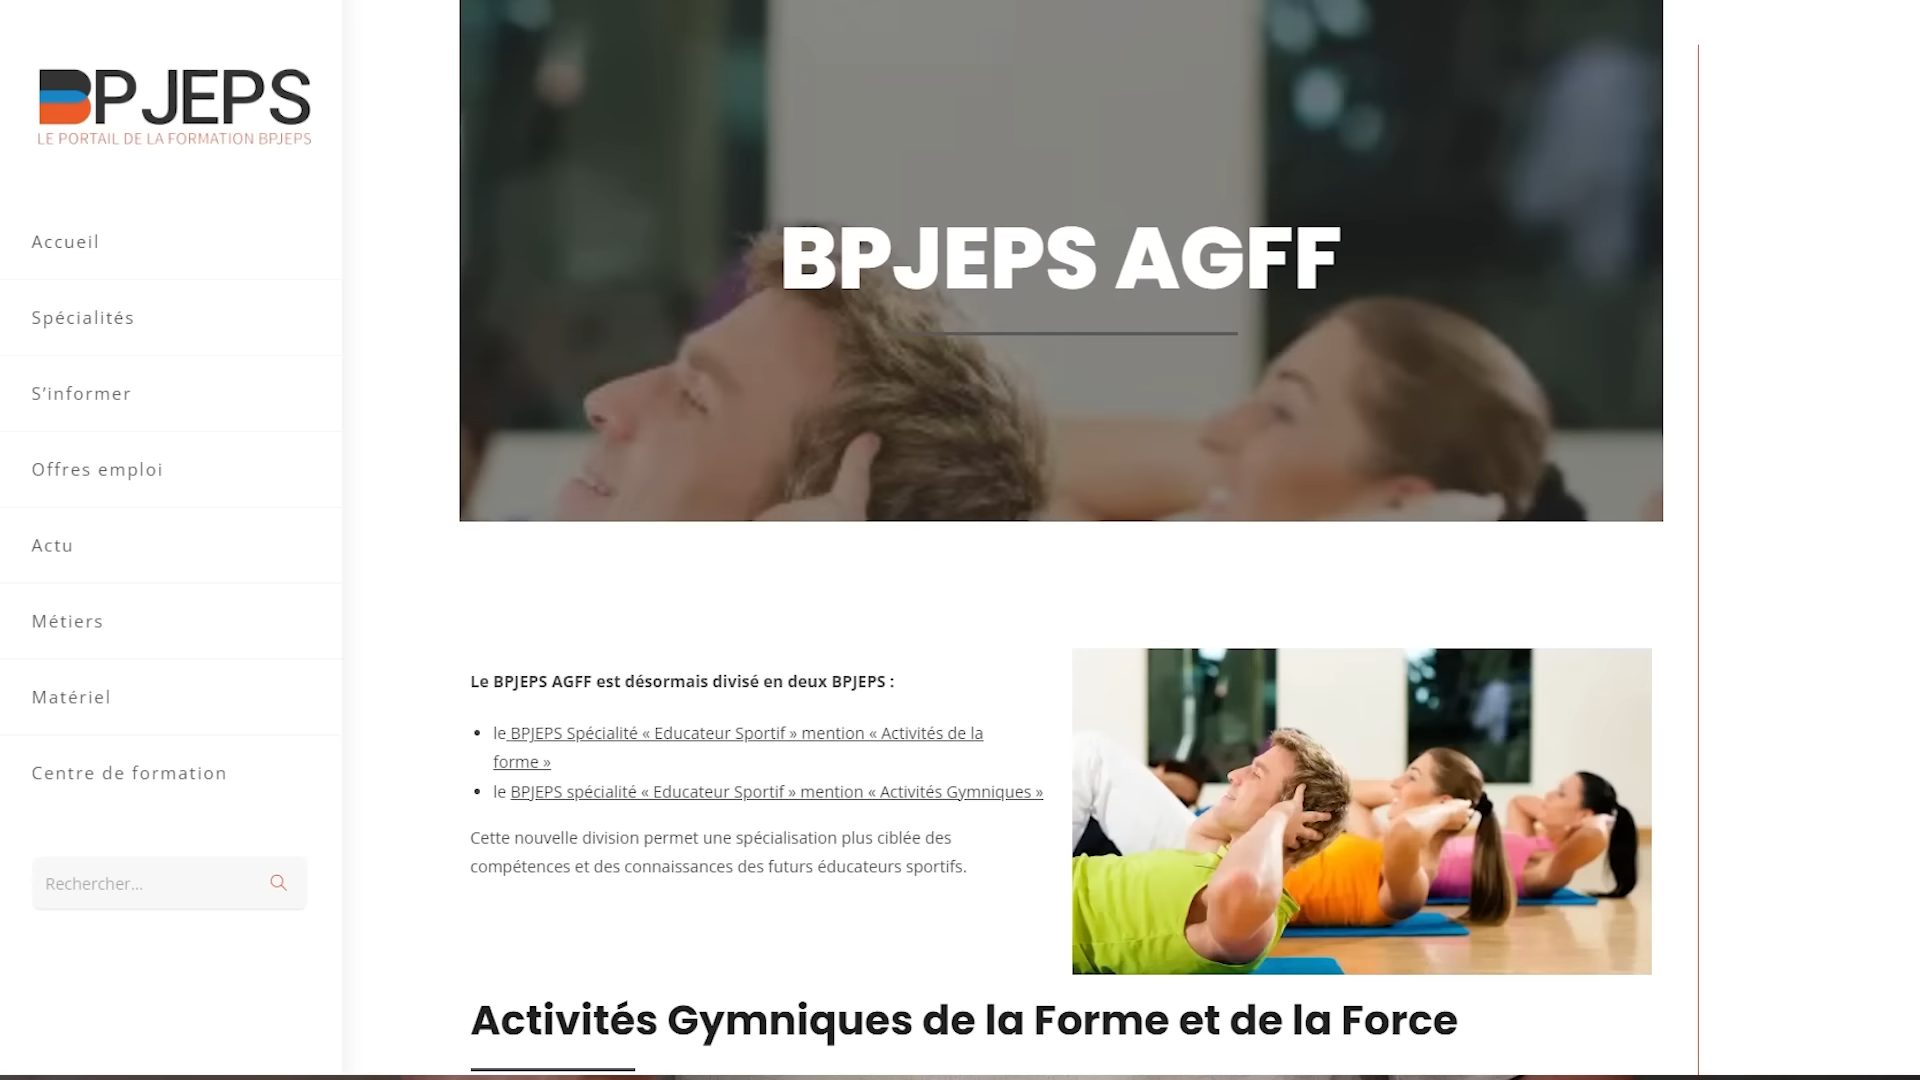 BPJEPS
LE PORTAIL DE LA FORMATION BPJEPS
Accueil
Spécialités
S’informer
Offres emploi
Actu
Métiers
Matériel
Centre de formation
Rechercher...
BPJEPS AGFF
Le BPJEPS AGFF est désormais divisé en deux BPJEPS :
• le BPJEPS Spécialité « Educateur Sportif » mention « Activités de la
forme »
• le BPJEPS spécialité « Educateur Sportif » mention « Activités Gymniques »
Cette nouvelle division permet une spécialisation plus ciblée des
compétences et des connaissances des futurs éducateurs sportifs.
Activités Gymniques de la Forme et de la Force